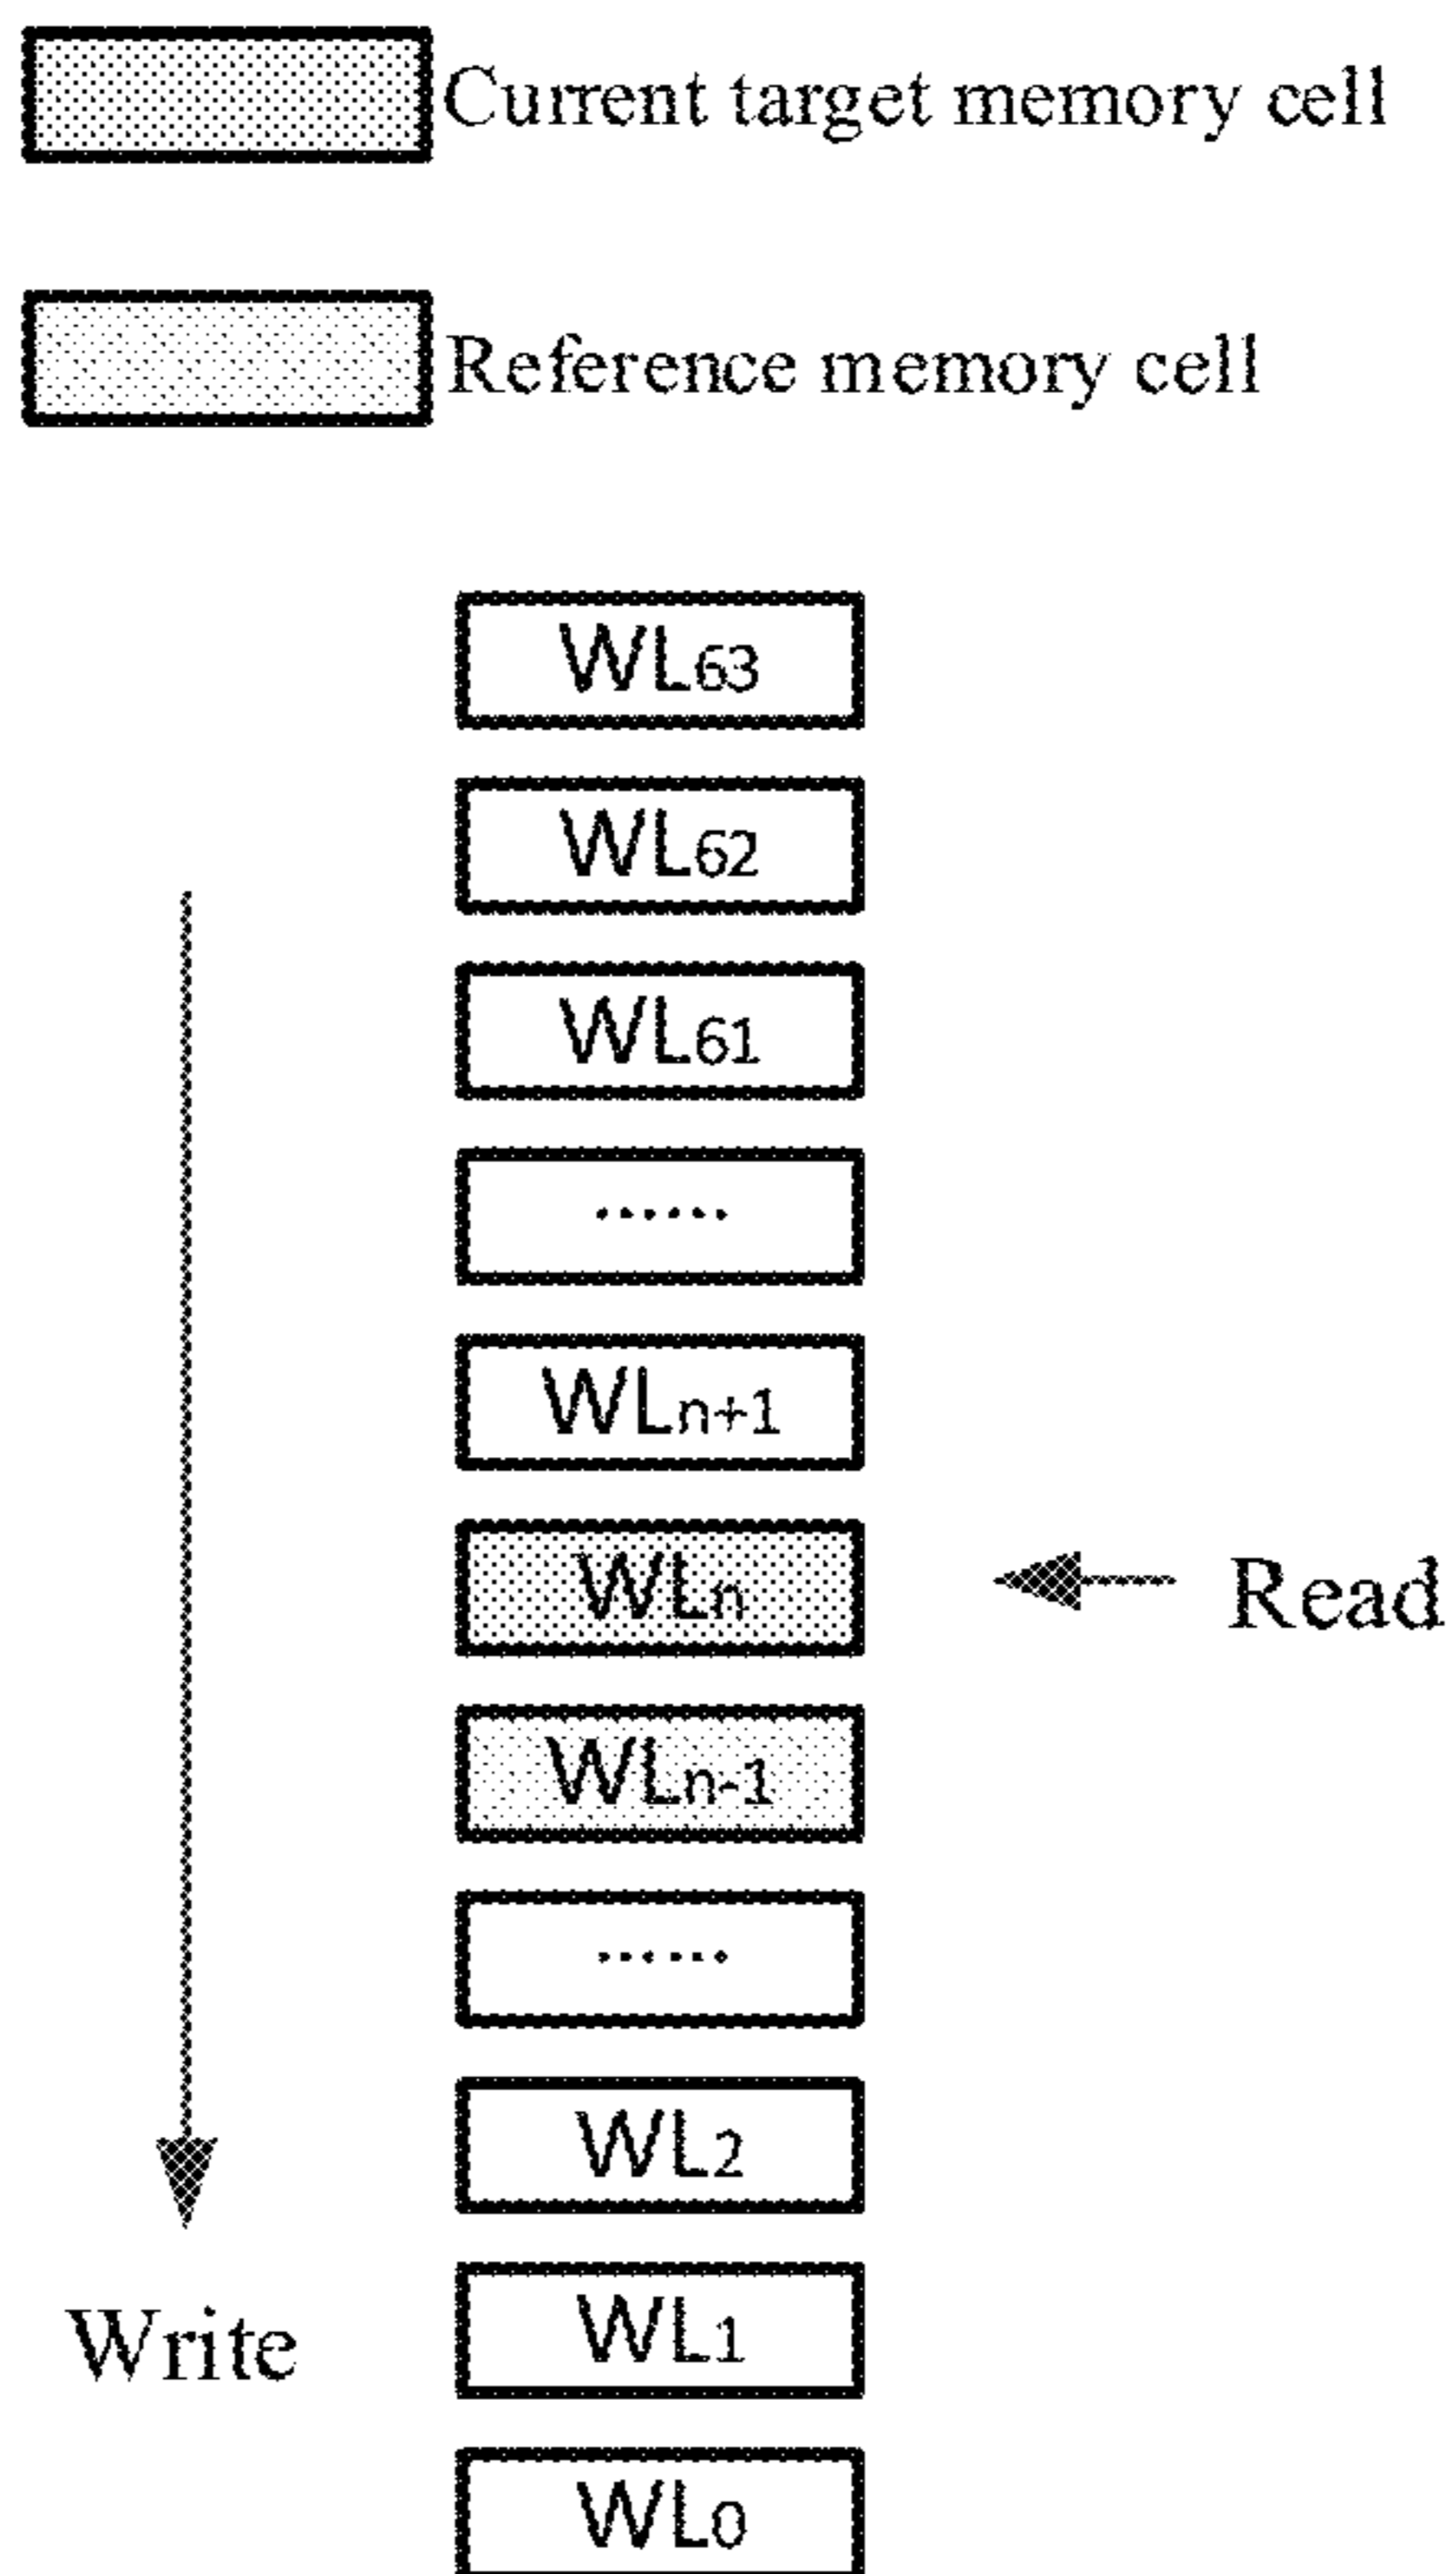 Current target memory cell
Reference memory cell
WL63
WL62
WL61
......
WLn+1
WLn
Read
WLn-1
......
WL2
WL1
Write
WL0